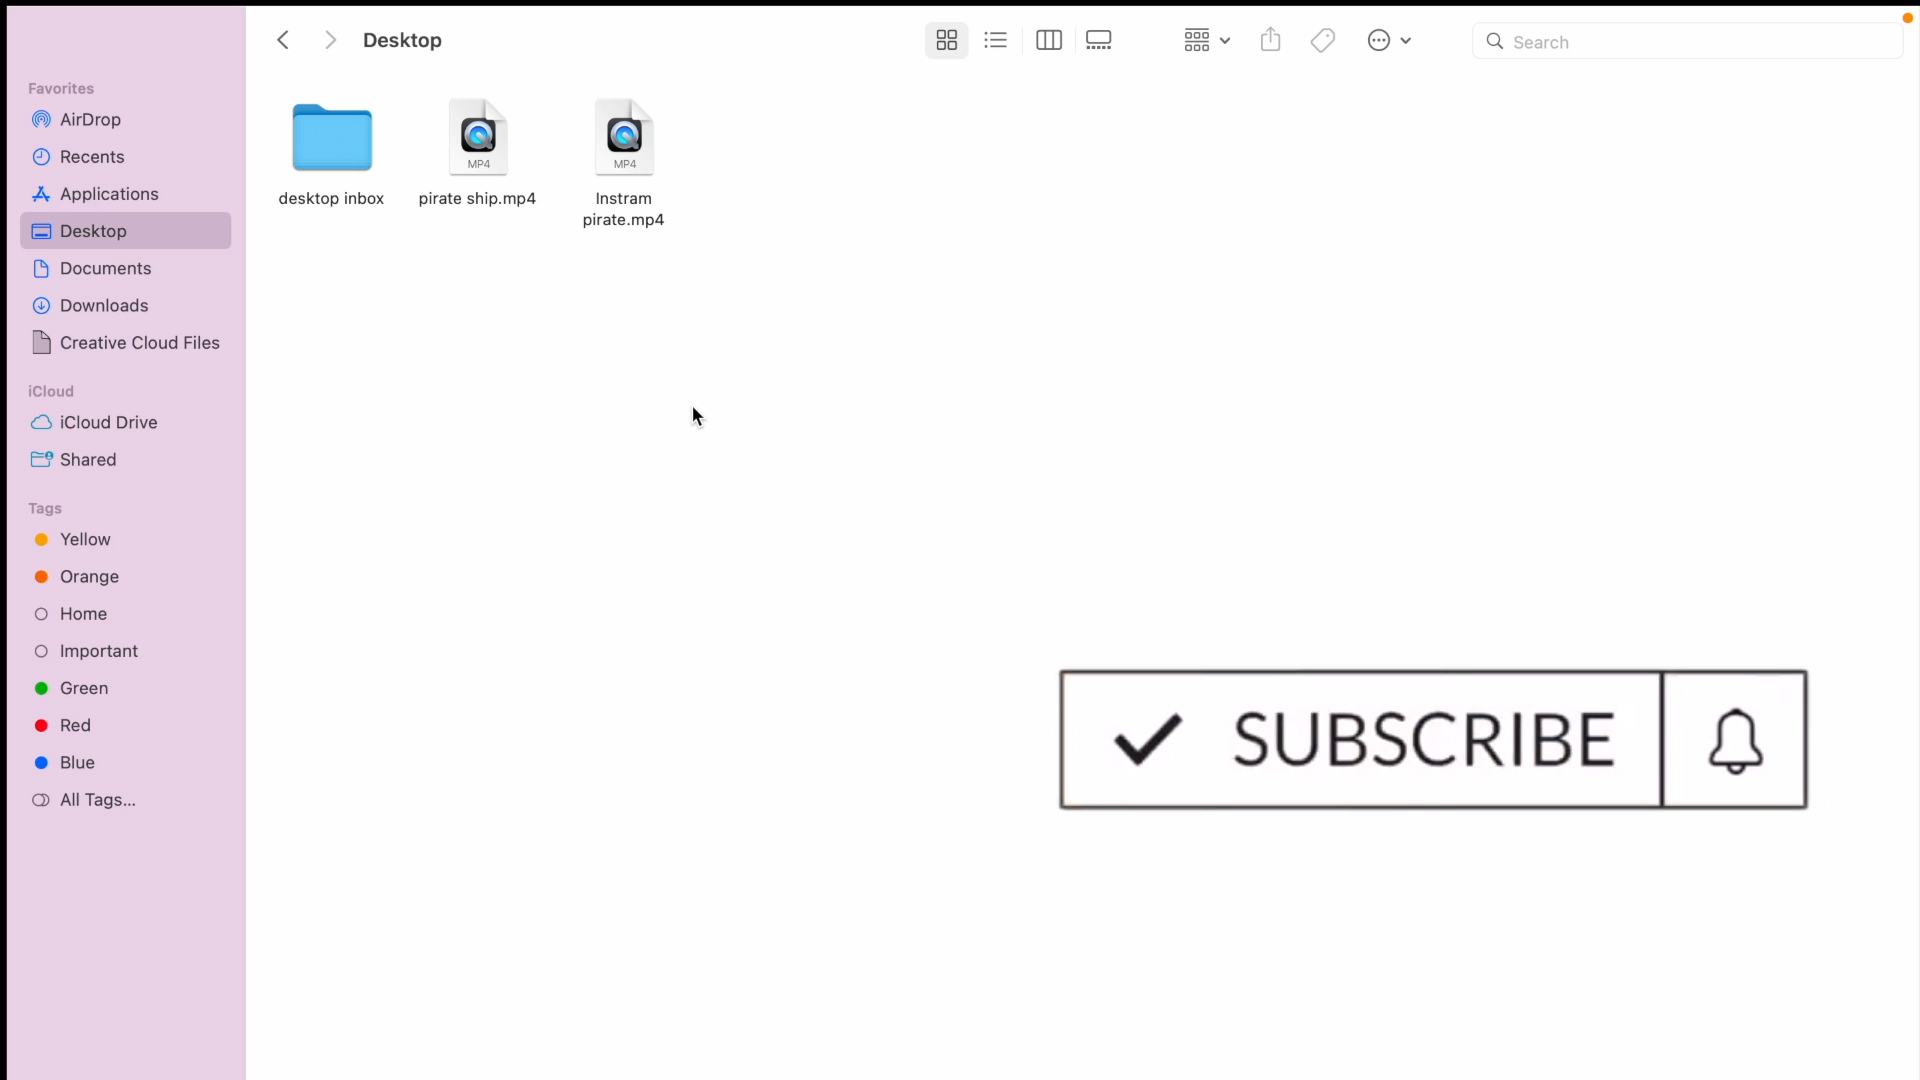 Desktop
Search
Favorites
AirDrop
Recents
Applications
Desktop
Documents
Downloads
Creative Cloud Files
iCloud
iCloud Drive
Shared
Tags
Yellow
Orange
Home
Important
Green
Red
Blue
All Tags...
MP4
MP4
desktop inbox
pirate ship.mp4
Instram
pirate.mp4
SUBSCRIBE